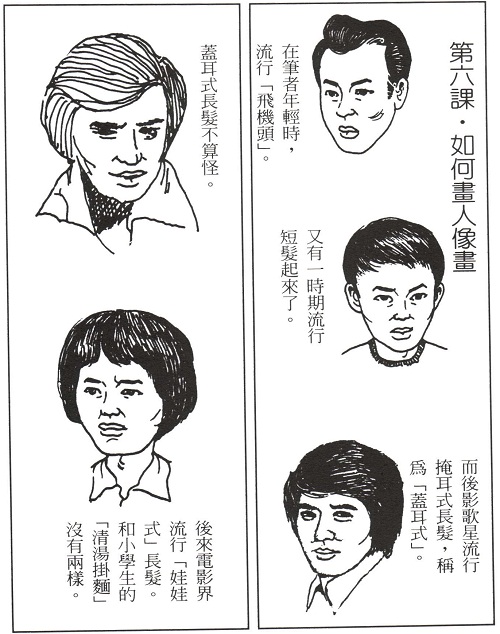 第六課・如何畫人像畫
在筆者年輕時，
流行「飛機頭」。
又有一時期流行
短髮起來了。
而後影歌星流行
掩耳式長髮，稱
爲「蓋耳式」。
蓋耳式長髮不算怪。
後來電影界
流行「娃娃
式」長髮。
和小學生的
「清湯掛麵」
沒有兩樣。